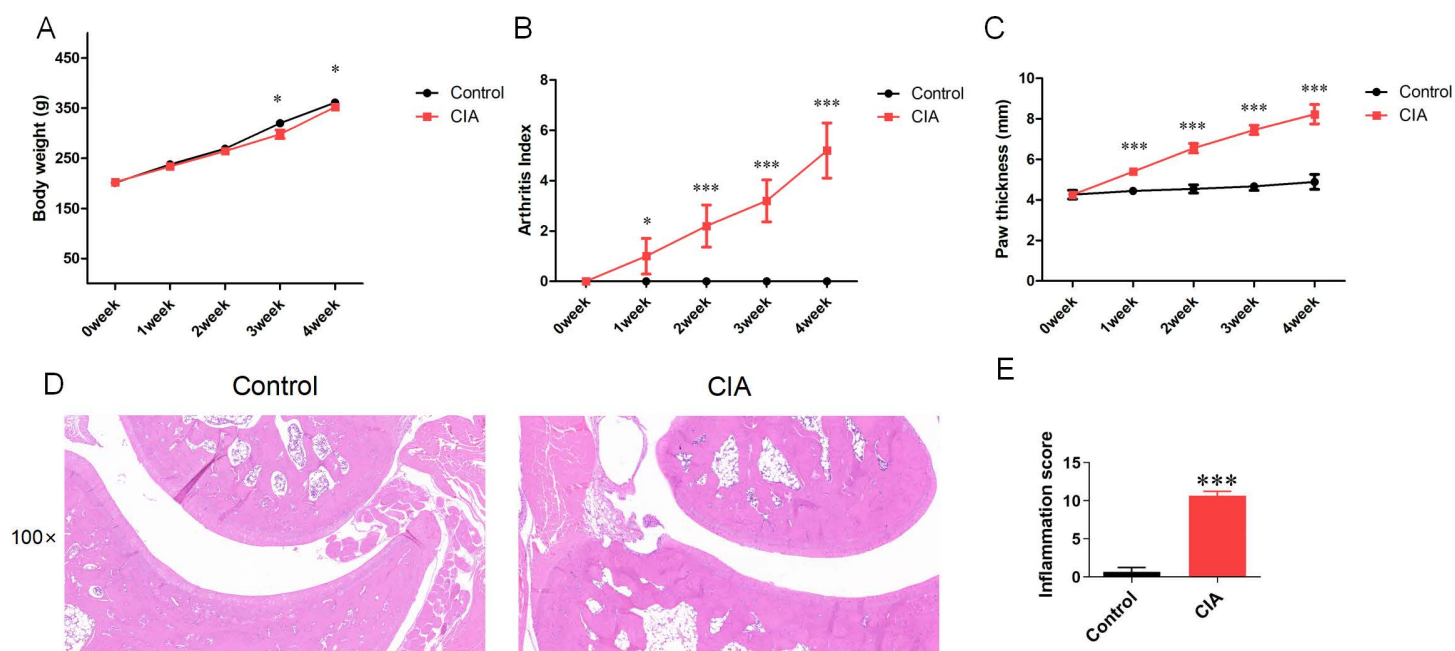 A
Body weight (g)
450
350
250
150
50
* *
0week 1week 2week 3week 4week
Control
CIA
B
Arthritis Index
8
6
4
2
0
* *** *** ***
0week 1week 2week 3week 4week
Control
CIA
C
Paw thickness (mm)
10
8
6
4
2
0
*** *** *** ***
0week 1week 2week 3week 4week
Control
CIA
D
Control CIA
100×
E
Inflammation score
15
10
5
0
***
Control CIA